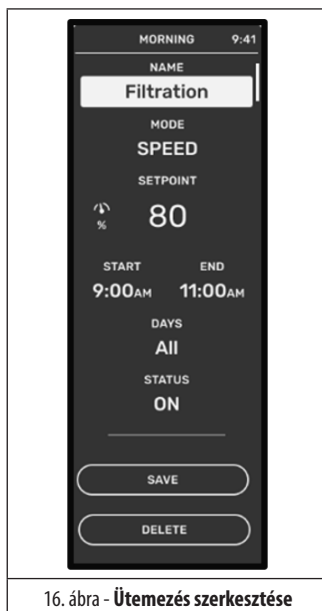 MORNING 9:41
NAME
Filtration
MODE
SPEED
SETPOINT
% 80
START END
9:00AM 11:00AM
DAYS
All
STATUS
ON
SAVE
DELETE
16. ábra - Ütemezés szerkesztése